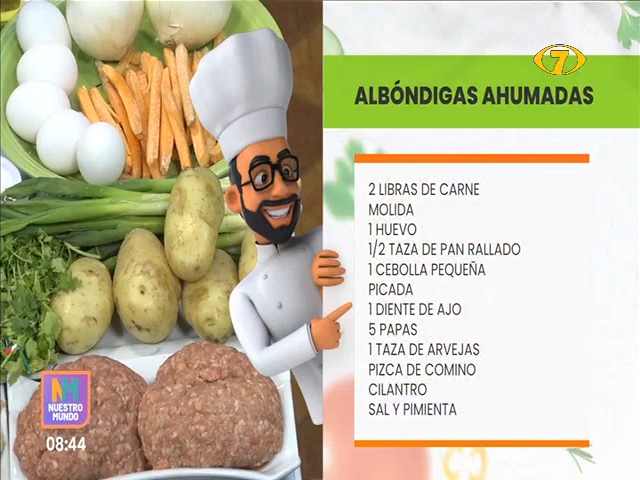 7
ALBÓNDIGAS AHUMADAS
2 LIBRAS DE CARNE
MOLIDA
1 HUEVO
1/2 TAZA DE PAN RALLADO
1 CEBOLLA PEQUEÑA
PICADA
1 DIENTE DE AJO
5 PAPAS
1 TAZA DE ARVEJAS
PIZCA DE COMINO
CILANTRO
SAL Y PIMIENTA
NM
NUESTRO
MUNDO
08:44